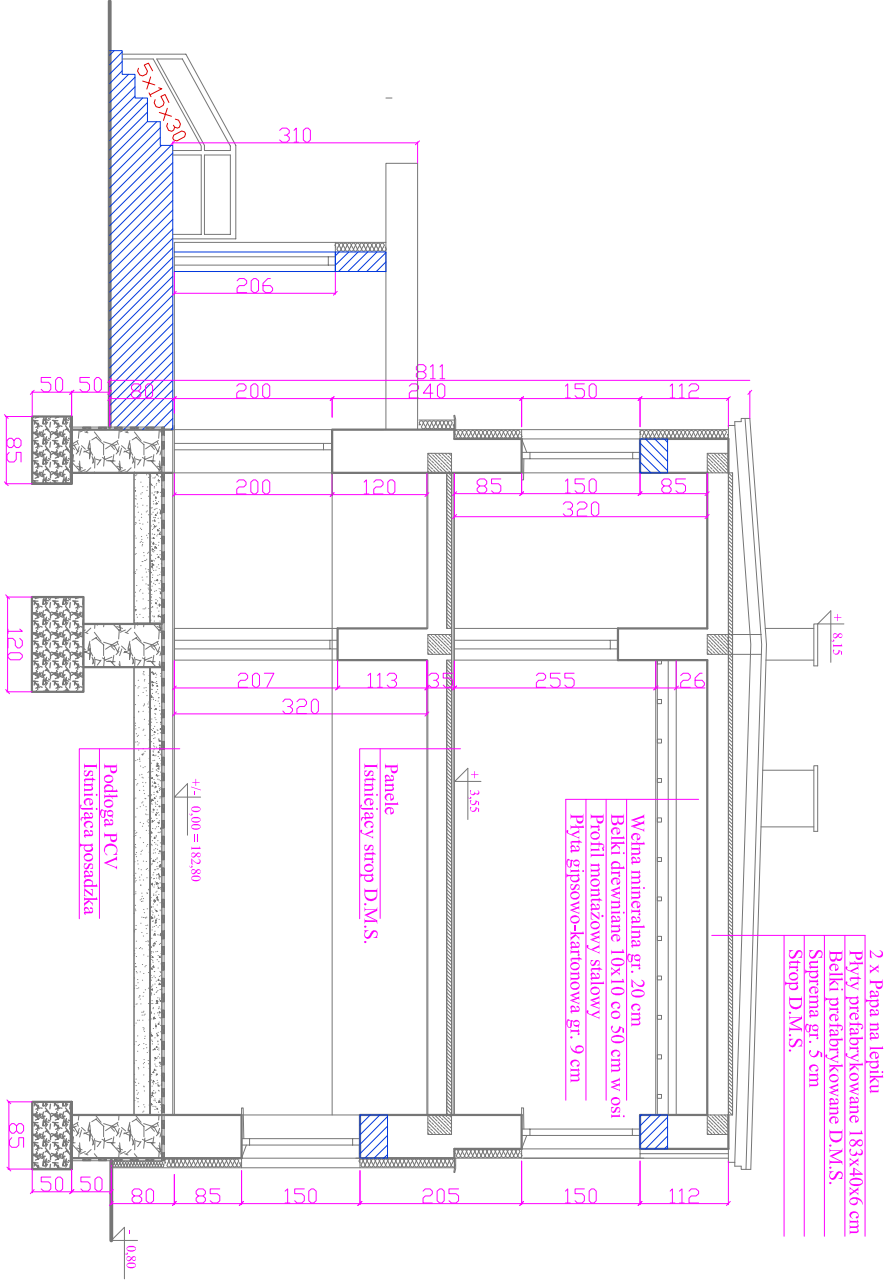 2 x Papa na lepiku
Płyty prefabrykowane 183x40x6 cm
Belki prefabrykowane D.M.S.
Suprema gr. 5 cm
Strop D.M.S.
+ 8,15
Wełna mineralna gr. 20 cm
Belki drewniane 10x10 co 50 cm w osi
Profil montażowy stalowy
Płyta gipsowo-kartonowa gr. 9 cm
+ 3,55
Panele
Istniejący strop D.M.S.
+/- 0,00 = 182,80
Podłoga PCV
Istniejąca posadzka
- 0,80
5x15x30
310
206
811
50 50 80 200 240 150 112
85
200 120 85 150 85
320
120
207 113 35 255 26
320
85
50 50 80 85 150 205 150 112